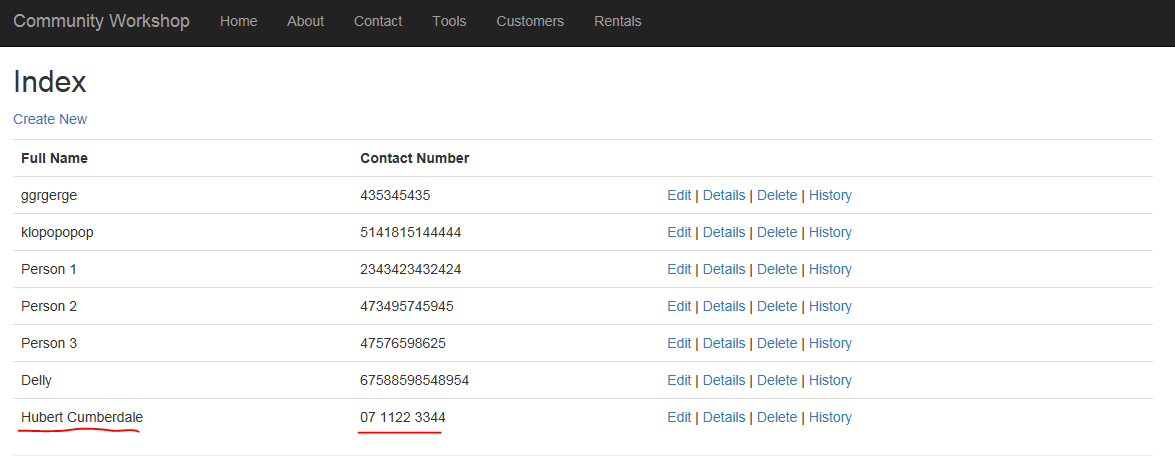 Community Workshop Home About Contact Tools Customers Rentals
Index
Create New
Full Name Contact Number
ggrgerge 435345435 Edit | Details | Delete | History
klopopopop 5141815144444 Edit | Details | Delete | History
Person 1 2343423432424 Edit | Details | Delete | History
Person 2 473495745945 Edit | Details | Delete | History
Person 3 47576598625 Edit | Details | Delete | History
Delly 67588598548954 Edit | Details | Delete | History
Hubert Cumberdale 07 1122 3344 Edit | Details | Delete | History